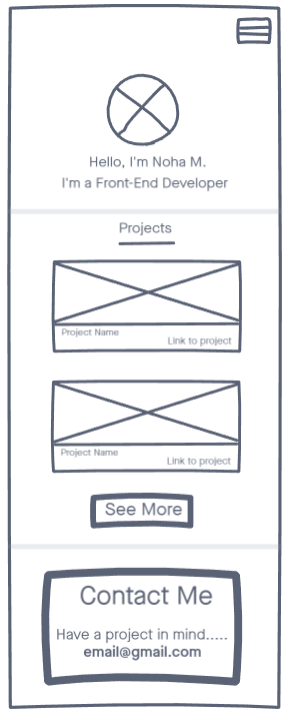 Hello, I'm Noha M.
I'm a Front-End Developer
Projects
Project Name
Link to project
Project Name
Link to project
See More
Contact Me
Have a project in mind.....
email@gmail.com